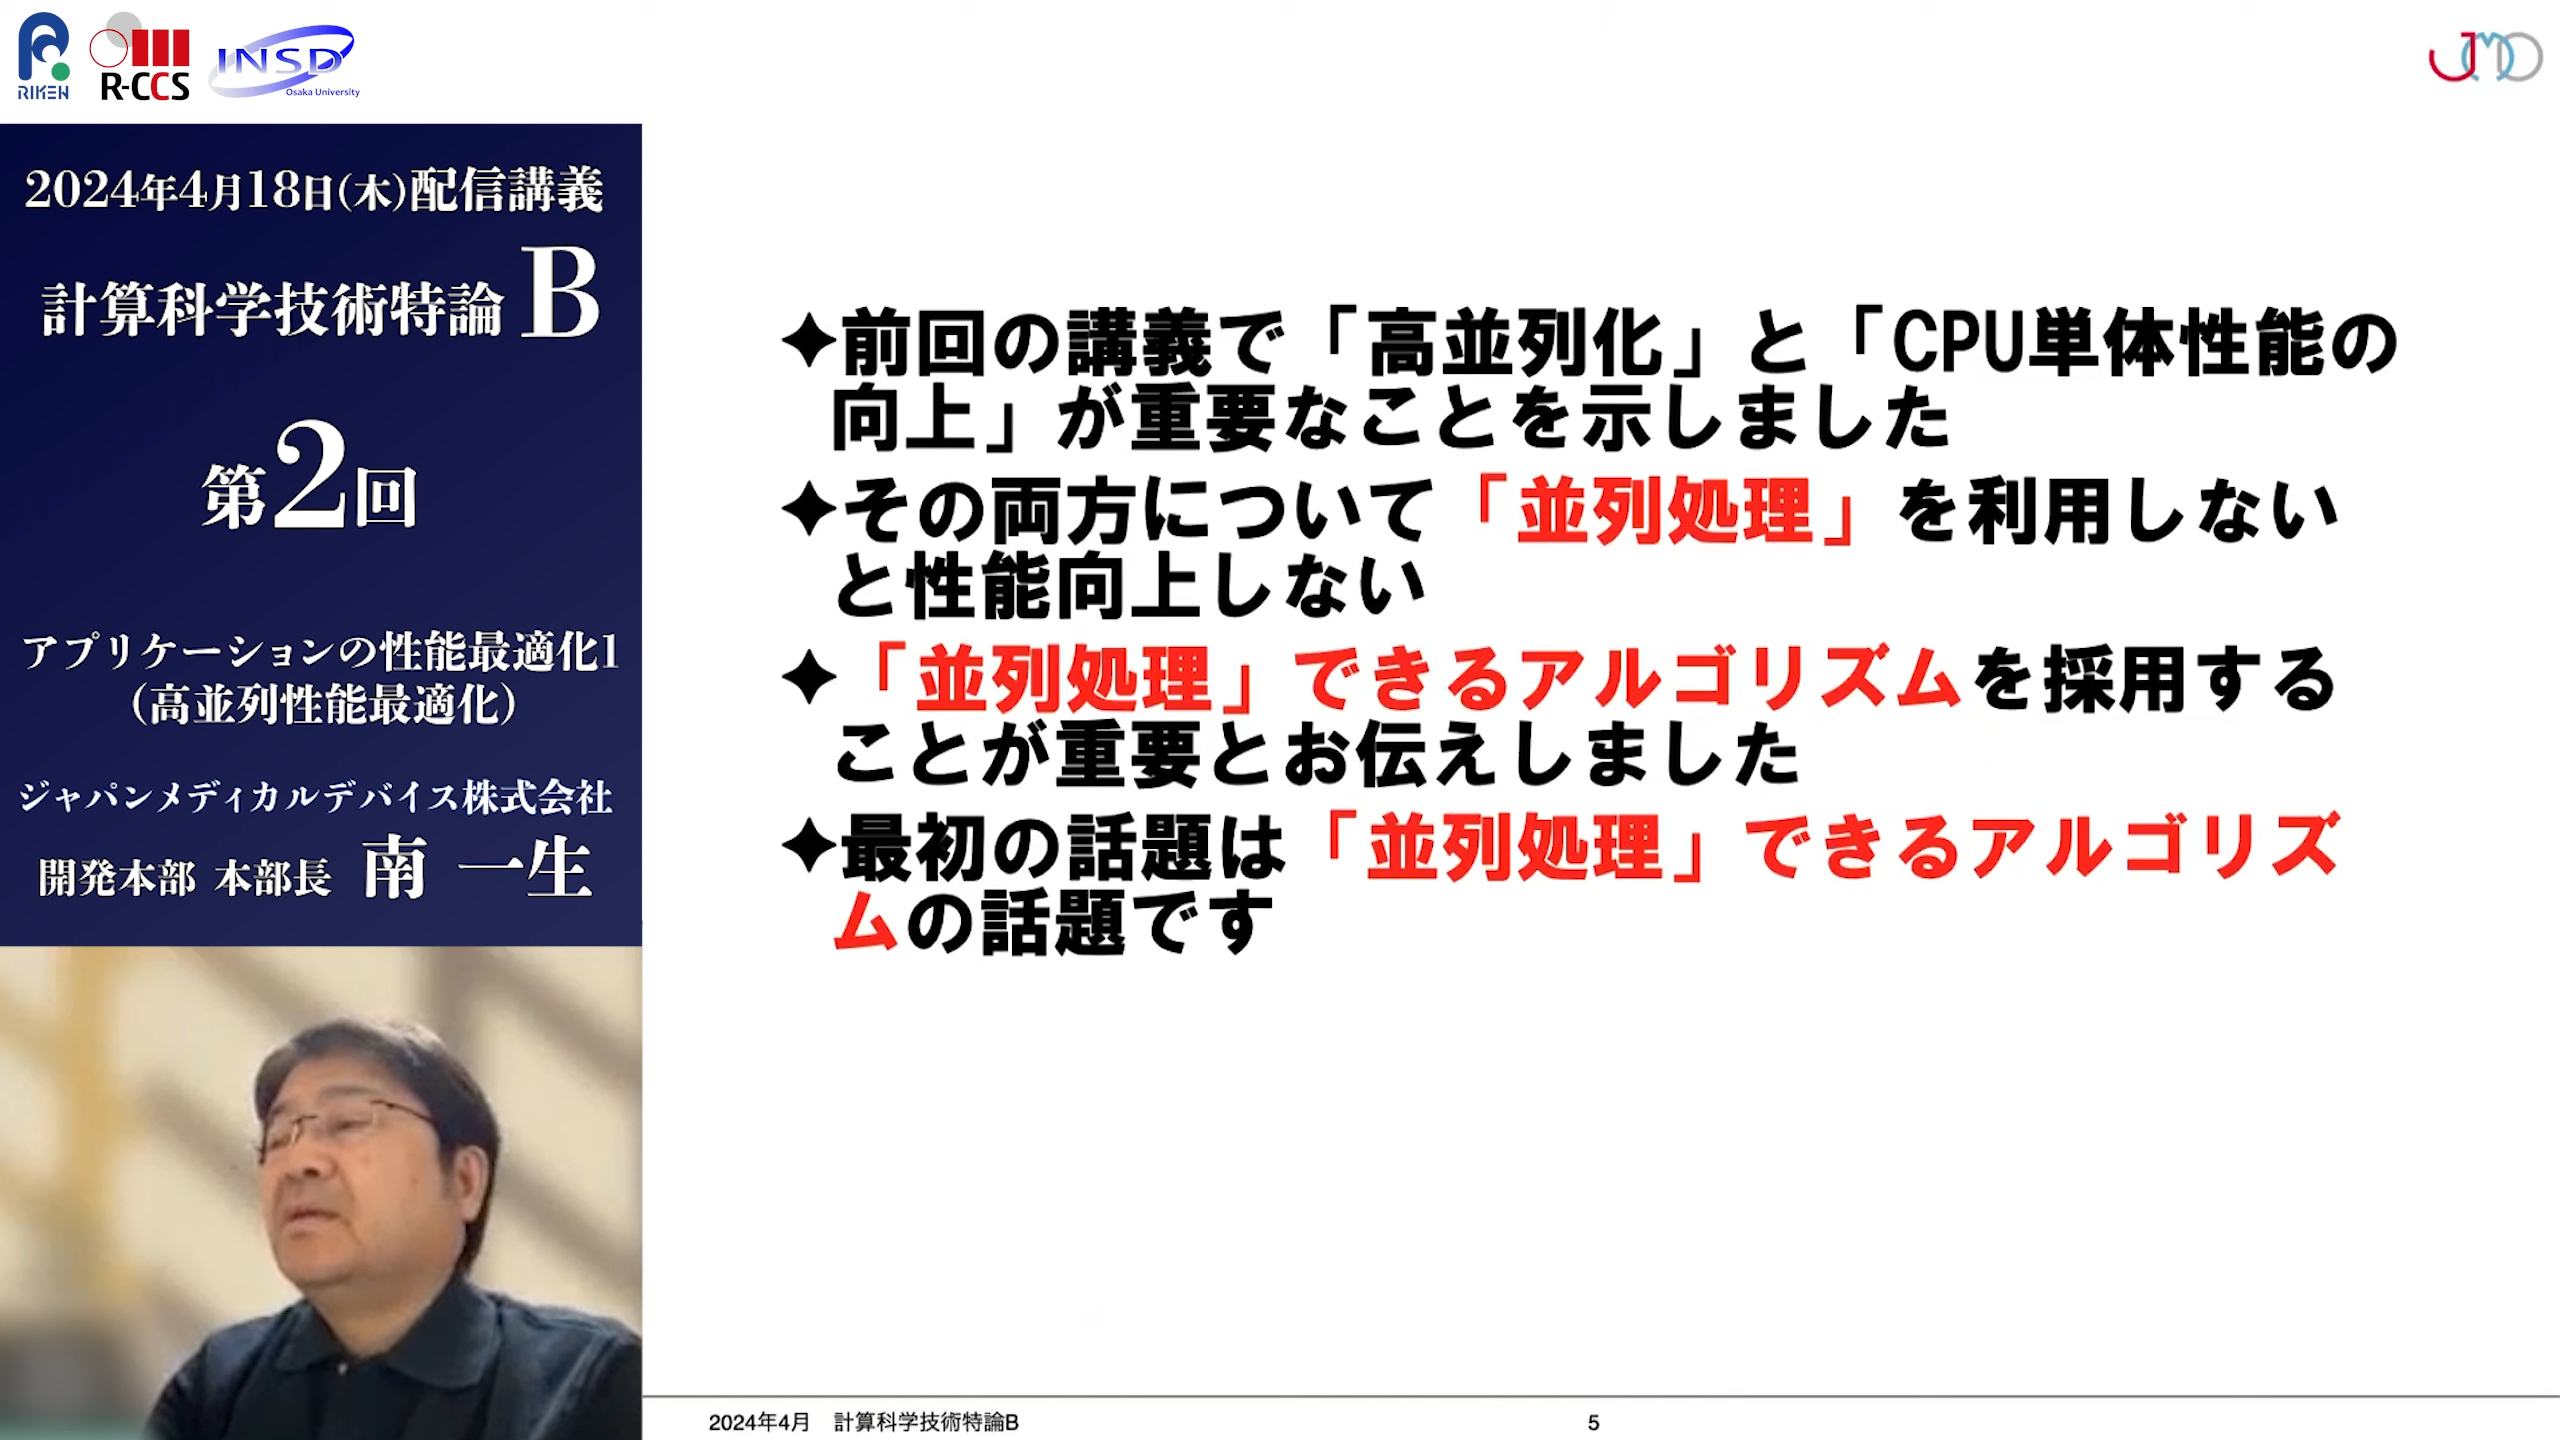 RIKEN
R-CCS
INSD
Osaka University
JMD
2024年4月18日(木)配信講義
計算科学技術特論 B
第2回
アプリケーションの性能最適化1
(高並列性能最適化)
ジャパンメディカルデバイス株式会社
開発本部 本部長 南 一生
✦前回の講義で「高並列化」と「CPU単体性能の
向上」が重要なことを示しました
✦その両方について「並列処理」を利用しない
と性能向上しない
✦「並列処理」できるアルゴリズムを採用する
ことが重要とお伝えしました
✦最初の話題は「並列処理」できるアルゴリズ
ムの話題です
2024年4月 計算科学技術特論B
5